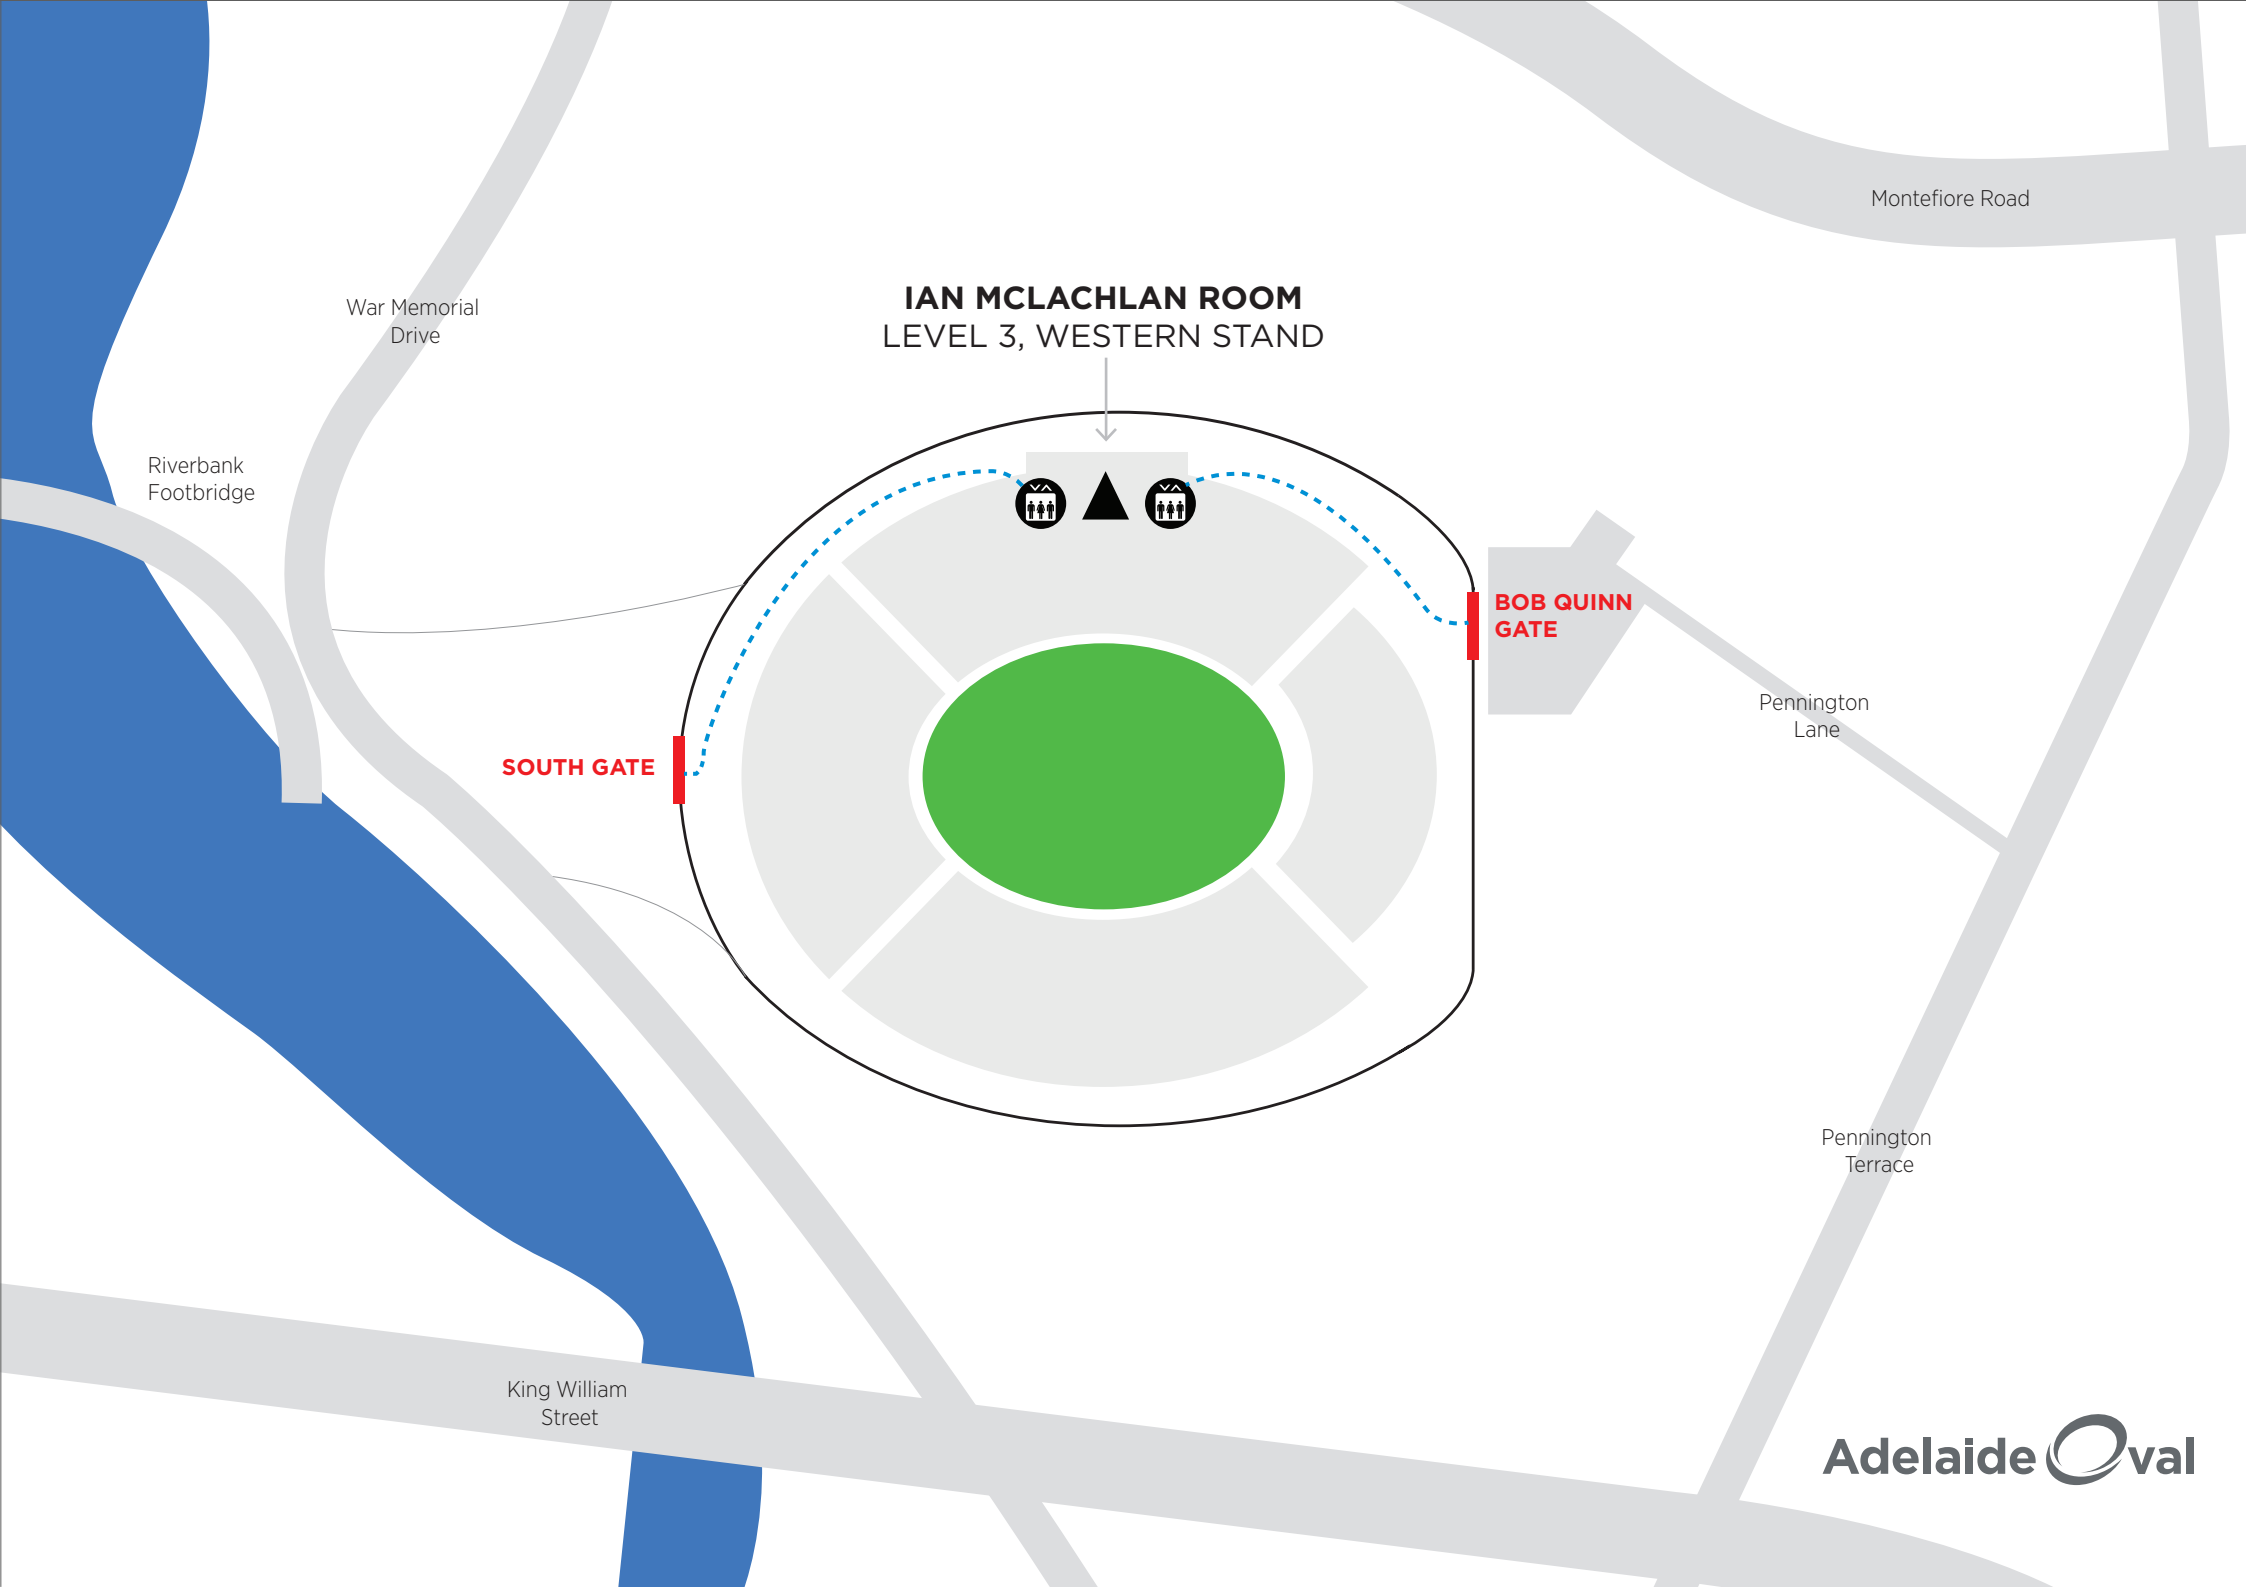 Montefiore Road
IAN MCLACHLAN ROOM
LEVEL 3, WESTERN STAND
War Memorial
Drive
Riverbank
Footbridge
BOB QUINN
GATE
Pennington
Lane
SOUTH GATE
Pennington
Terrace
King William
Street
Adelaide Oval